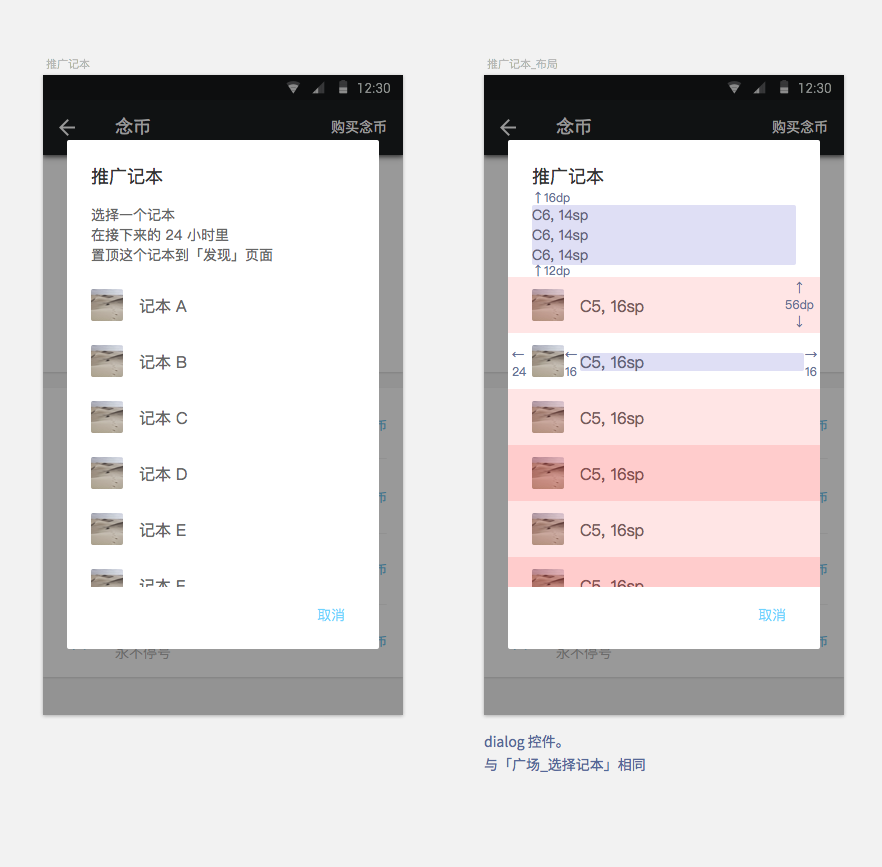 推广记本
12:30
念币
购买念币
推广记本
选择一个记本
在接下来的 24 小时里
置顶这个记本到「发现」页面
记本 A
记本 B
记本 C
记本 D
记本 E
取消
币
币
币
币
永不停号
推广记本_布局
12:30
念币
购买念币
推广记本
↑16dp
C6, 14sp
C6, 14sp
C6, 14sp
↑12dp
C5, 16sp
↑
56dp
↓
← ← C5, 16sp →
24 16 16
C5, 16sp
C5, 16sp
C5, 16sp
C5, 16sp
取消
币
币
币
币
永不停号
dialog 控件。
与「广场_选择记本」相同